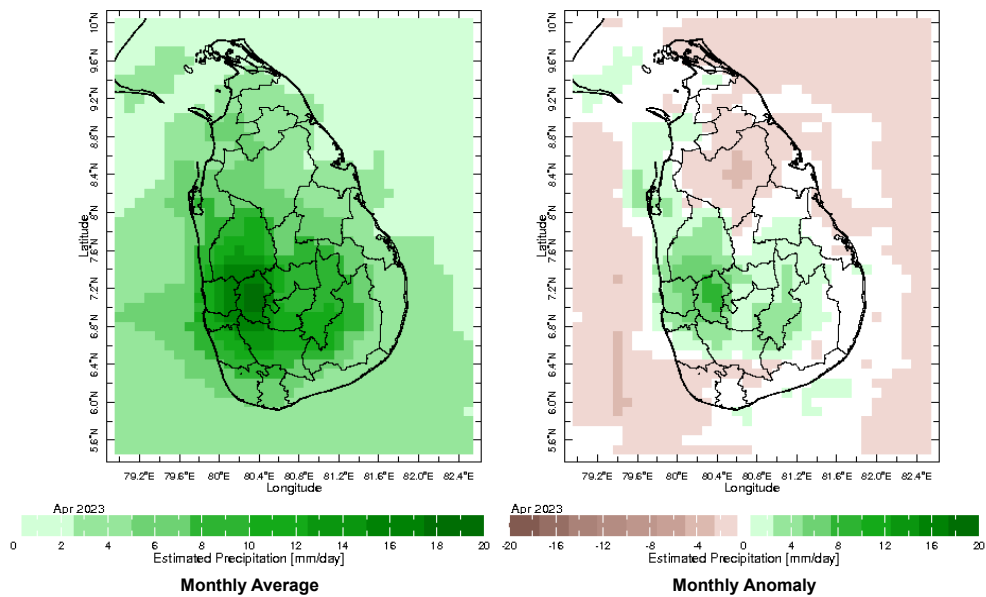 10°N
9.6°N
9.2°N
8.8°N
8.4°N
8°N
7.6°N
7.2°N
6.8°N
6.4°N
6.0°N
5.6°N
Latitude
79.2°E 79.6°E 80°E 80.4°E 80.8°E 81.2°E 81.6°E 82.0°E 82.4°E
Longitude
10°N
9.6°N
9.2°N
8.8°N
8.4°N
8°N
7.6°N
7.2°N
6.8°N
6.4°N
6.0°N
5.6°N
Latitude
79.2°E 79.6°E 80°E 80.4°E 80.8°E 81.2°E 81.6°E 82.0°E 82.4°E
Longitude
Apr 2023
0 2 4 6 8 10 12 14 16 18 20
Estimated Precipitation [mm/day]
Monthly Average
Apr 2023
-20 -16 -12 -8 -4 0 4 8 12 16 20
Estimated Precipitation [mm/day]
Monthly Anomaly